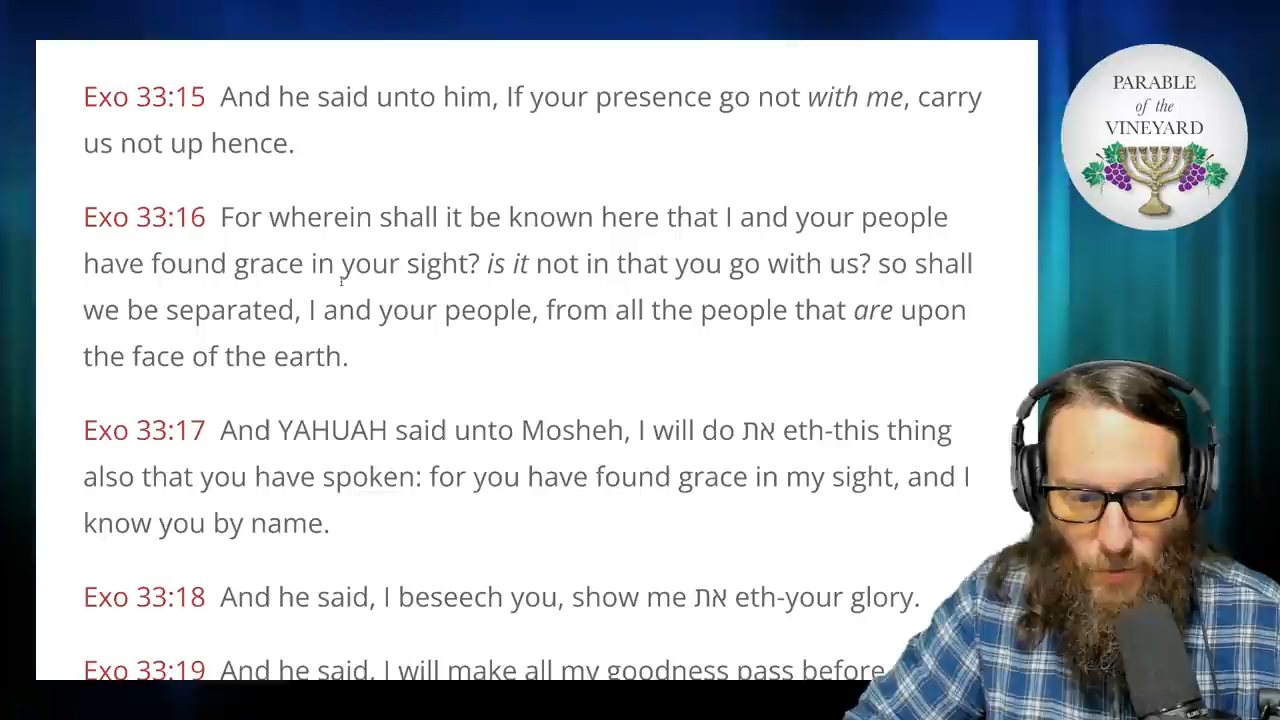 Exo 33:15 And he said unto him, If your presence go not with me, carry
us not up hence.
Exo 33:16 For wherein shall it be known here that I and your people
have found grace in your sight? is it not in that you go with us? so shall
we be separated, I and your people, from all the people that are upon
the face of the earth.
Exo 33:17 And YAHUAH said unto Mosheh, I will do את eth-this thing
also that you have spoken: for you have found grace in my sight, and I
know you by name.
Exo 33:18 And he said, I beseech you, show me את eth-your glory.
Exo 33:19 And he said, I will make all my goodness pass before
PARABLE
of the
VINEYARD